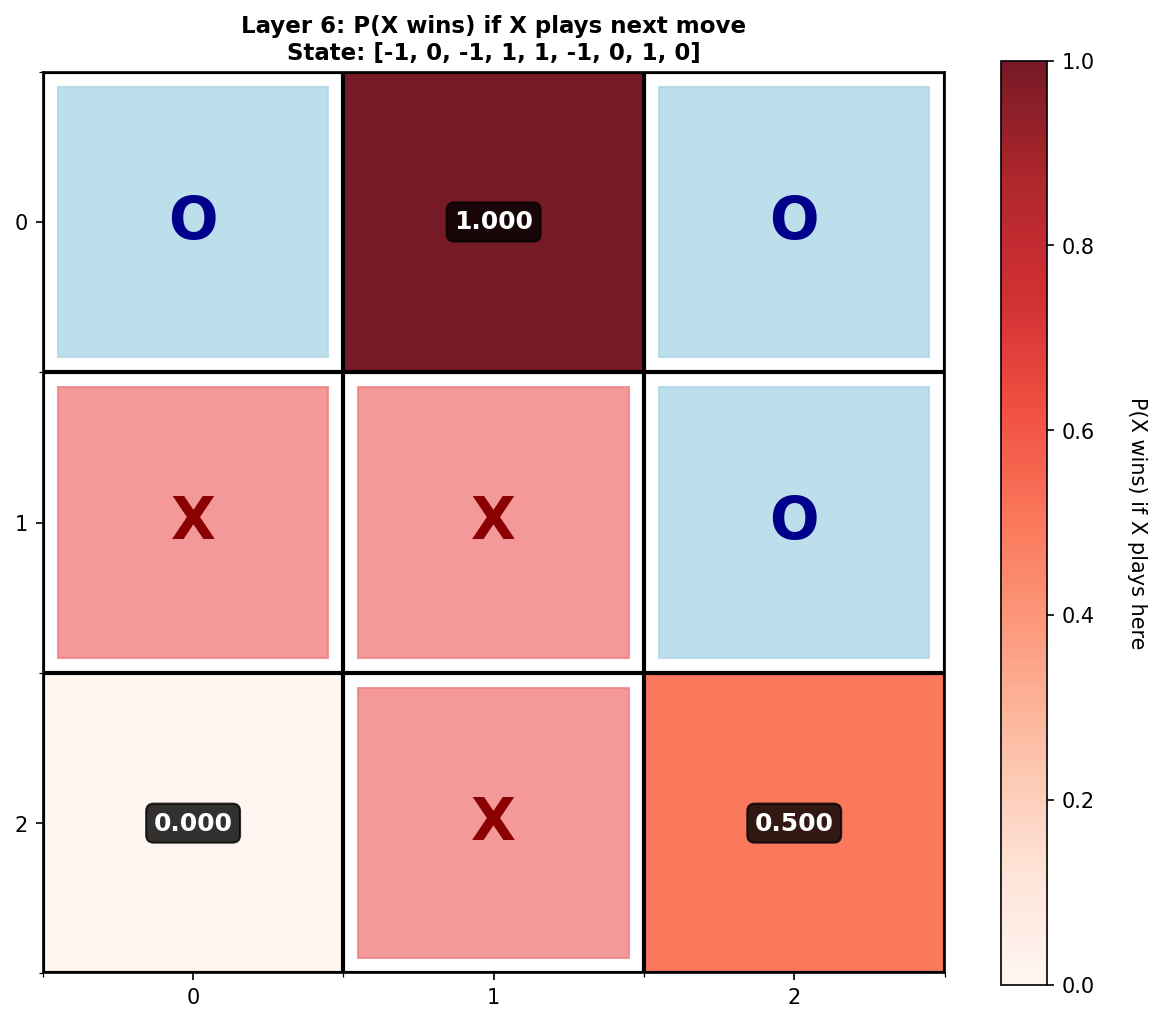 Layer 6: P(X wins) if X plays next move
State: [-1, 0, -1, 1, 1, -1, 0, 1, 0]
0
O
1.000
O
1
X
X
O
2
0.000
X
0.500
0
1
2
1.0
0.8
0.6
0.4
0.2
0.0
P(X wins) if X plays here